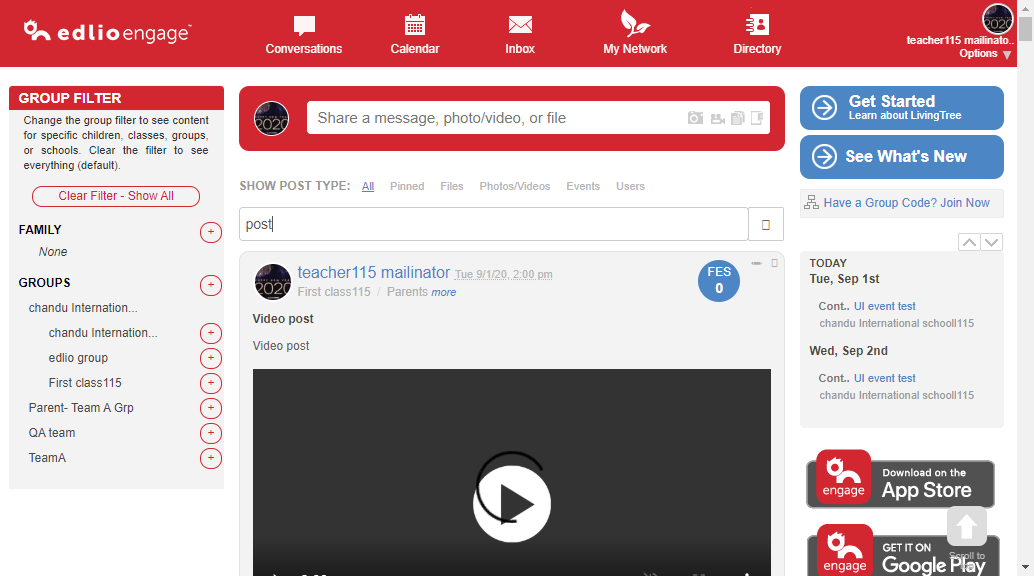 edlio engage
Conversations
Calendar
Inbox
My Network
Directory
2020
teacher115 mailinato..
Options
GROUP FILTER
Change the group filter to see content
for specific children, classes, groups,
or schools. Clear the filter to see
everything (default).
Clear Filter - Show All
FAMILY
+
None
GROUPS
+
chandu Internation...
chandu Internation...
+
edlio group
+
First class115
+
Parent- Team A Grp
+
QA team
+
TeamA
+
2020
Share a message, photo/video, or file
SHOW POST TYPE: All Pinned Files Photos/Videos Events Users
post
2020
teacher115 mailinator Tue 9/1/20, 2:00 pm
First class115 / Parents more
FES
0
Video post
Video post
Get Started
Learn about LivingTree
See What's New
Have a Group Code? Join Now
TODAY
Tue, Sep 1st
Cont.. UI event test
chandu International schooll115
Wed, Sep 2nd
Cont.. UI event test
chandu International schooll115
engage
Download on the
App Store
engage
GET IT ON
Google Play
Scroll to